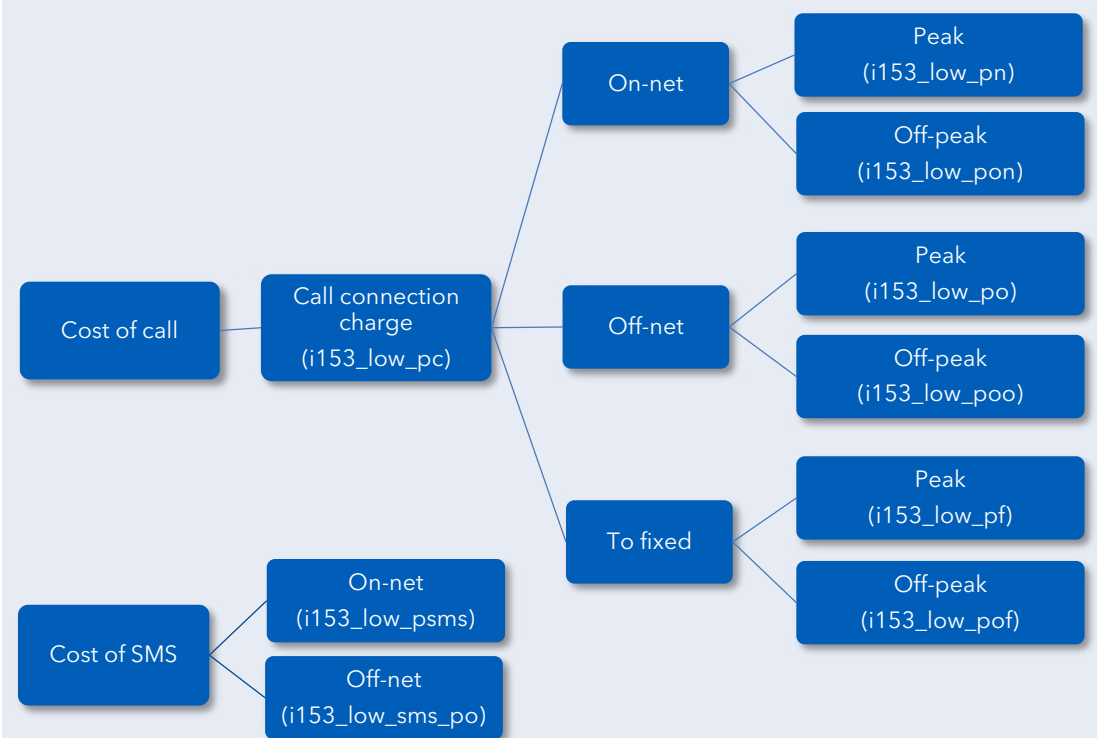 Cost of call
Call connection
charge
(i153_low_pc)
On-net
Peak
(i153_low_pn)
Off-peak
(i153_low_pon)
Off-net
Peak
(i153_low_po)
Off-peak
(i153_low_poo)
To fixed
Peak
(i153_low_pf)
Off-peak
(i153_low_pof)
Cost of SMS
On-net
(i153_low_psms)
Off-net
(i153_low_sms_po)